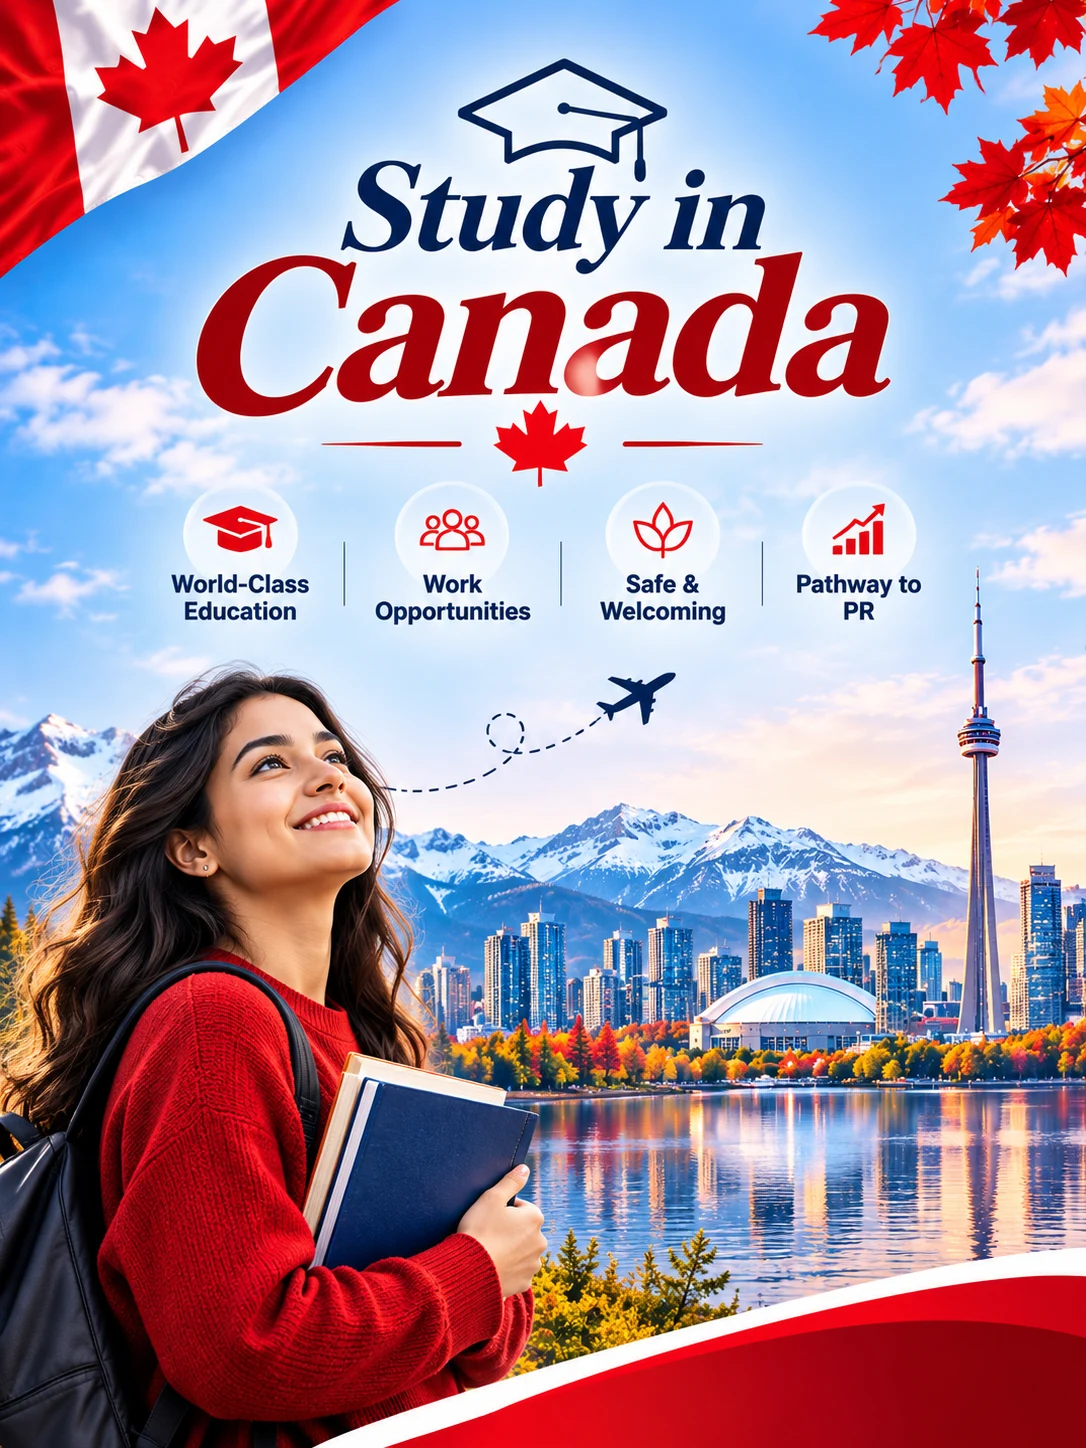 Study in
Canada
World-Class
Education
Work
Opportunities
Safe &
Welcoming
Pathway to
PR